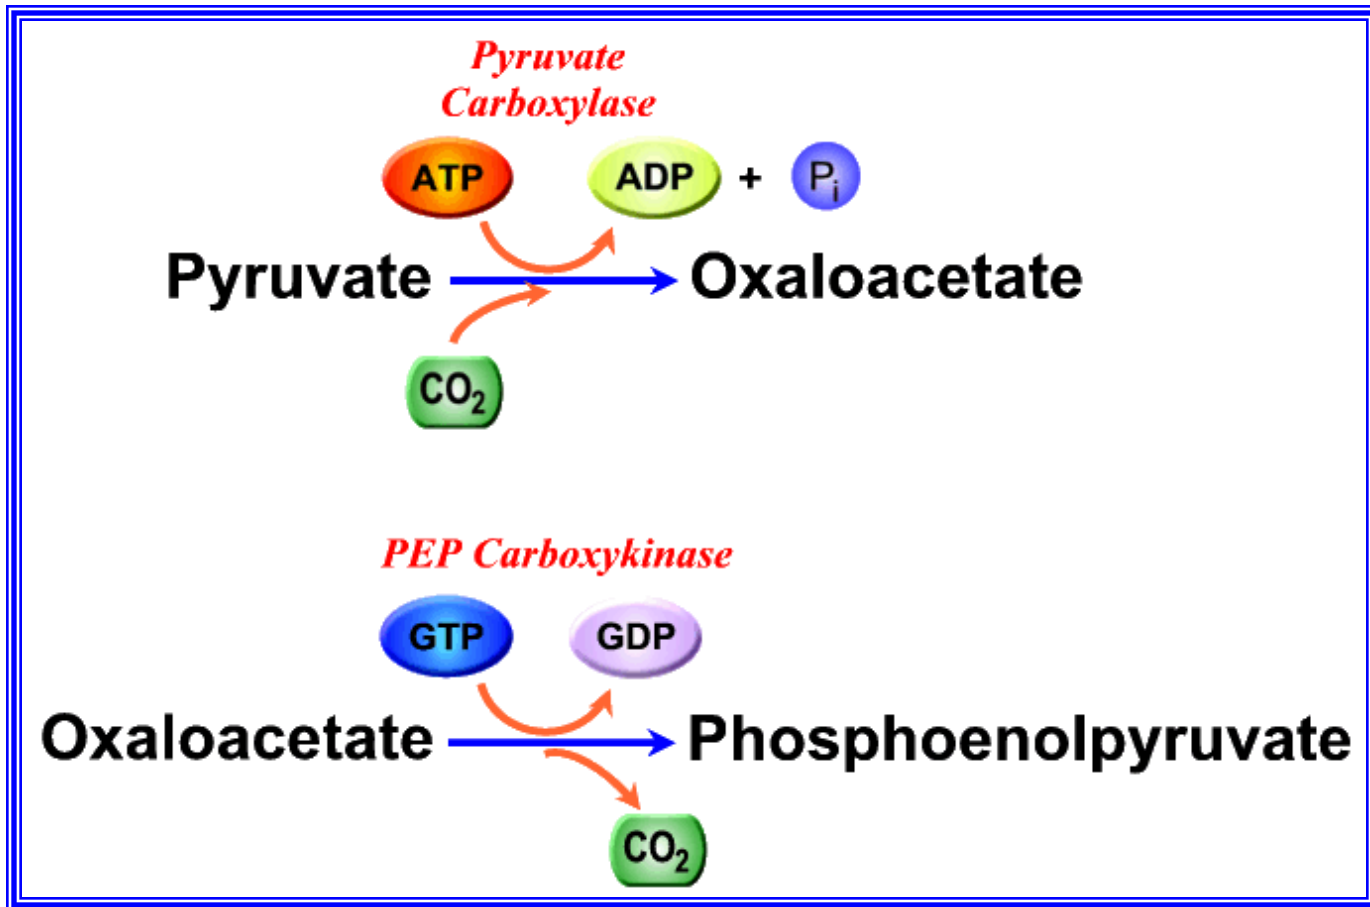 Pyruvate
Carboxylase
ATP ADP + Pi
Pyruvate Oxaloacetate
CO2
PEP Carboxykinase
GTP GDP
Oxaloacetate Phosphoenolpyruvate
CO2